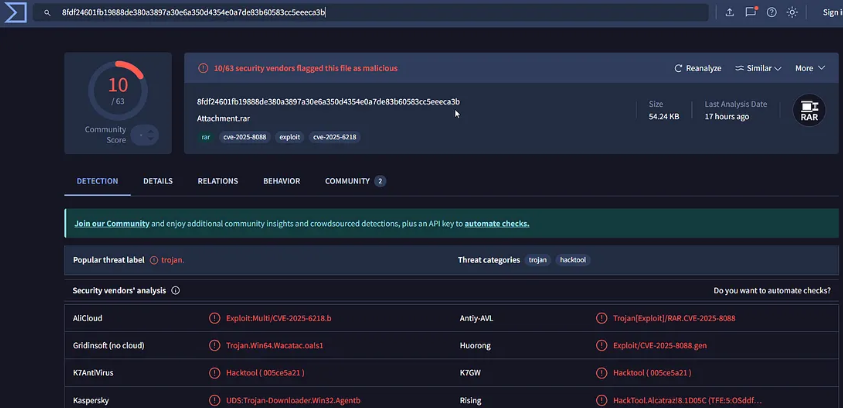 8fdf24601fb19888de380a3897a30e6a350d4354e0a7de83b60583cc5eeeca3b
Sign i
10
/ 63
Community
Score
-
10/63 security vendors flagged this file as malicious
Reanalyze
Similar
More
8fdf24601fb19888de380a3897a30e6a350d4354e0a7de83b60583cc5eeeca3b
Attachment.rar
rar
cve-2025-8088
exploit
cve-2025-6218
Size
54.24 KB
Last Analysis Date
17 hours ago
RAR
DETECTION
DETAILS
RELATIONS
BEHAVIOR
COMMUNITY 2
Join our Community and enjoy additional community insights and crowdsourced detections, plus an API key to automate checks.
Popular threat label
trojan.
Threat categories
trojan
hacktool
Security vendors' analysis
Do you want to automate checks?
AliCloud
Exploit:Multi/CVE-2025-6218.b
Antiy-AVL
Trojan[Exploit]/RAR.CVE-2025-8088
Gridinsoft (no cloud)
Trojan.Win64.Wacatac.oals1
Huorong
Exploit/CVE-2025-8088.gen
K7AntiVirus
Hacktool ( 005ce5a21 )
K7GW
Hacktool ( 005ce5a21 )
Kaspersky
UDS:Trojan-Downloader.Win32.Agentb
Rising
HackTool.Alcatraz!8.1D05C (TFE:5:OSddf...